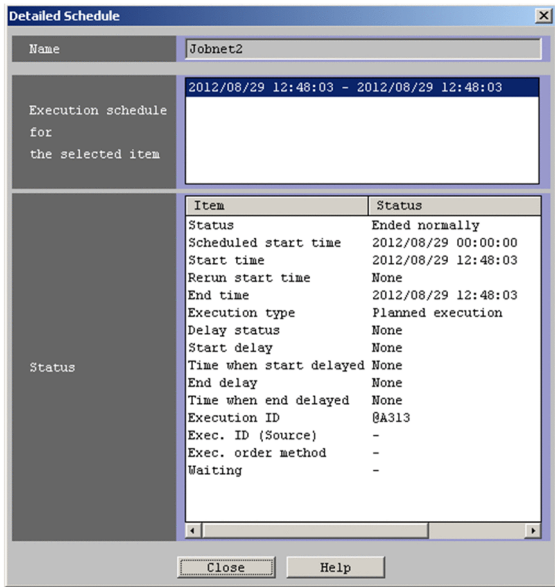 Detailed Schedule
Name
Jobnet2
Execution schedule
for
the selected item
2012/08/29 12:48:03 - 2012/08/29 12:48:03
Status
Item Status
Status Ended normally
Scheduled start time 2012/08/29 00:00:00
Start time 2012/08/29 12:48:03
Rerun start time None
End time 2012/08/29 12:48:03
Execution type Planned execution
Delay status None
Start delay None
Time when start delayed None
End delay None
Time when end delayed None
Execution ID @A313
Exec. ID (Source) -
Exec. order method -
Waiting -
Close Help